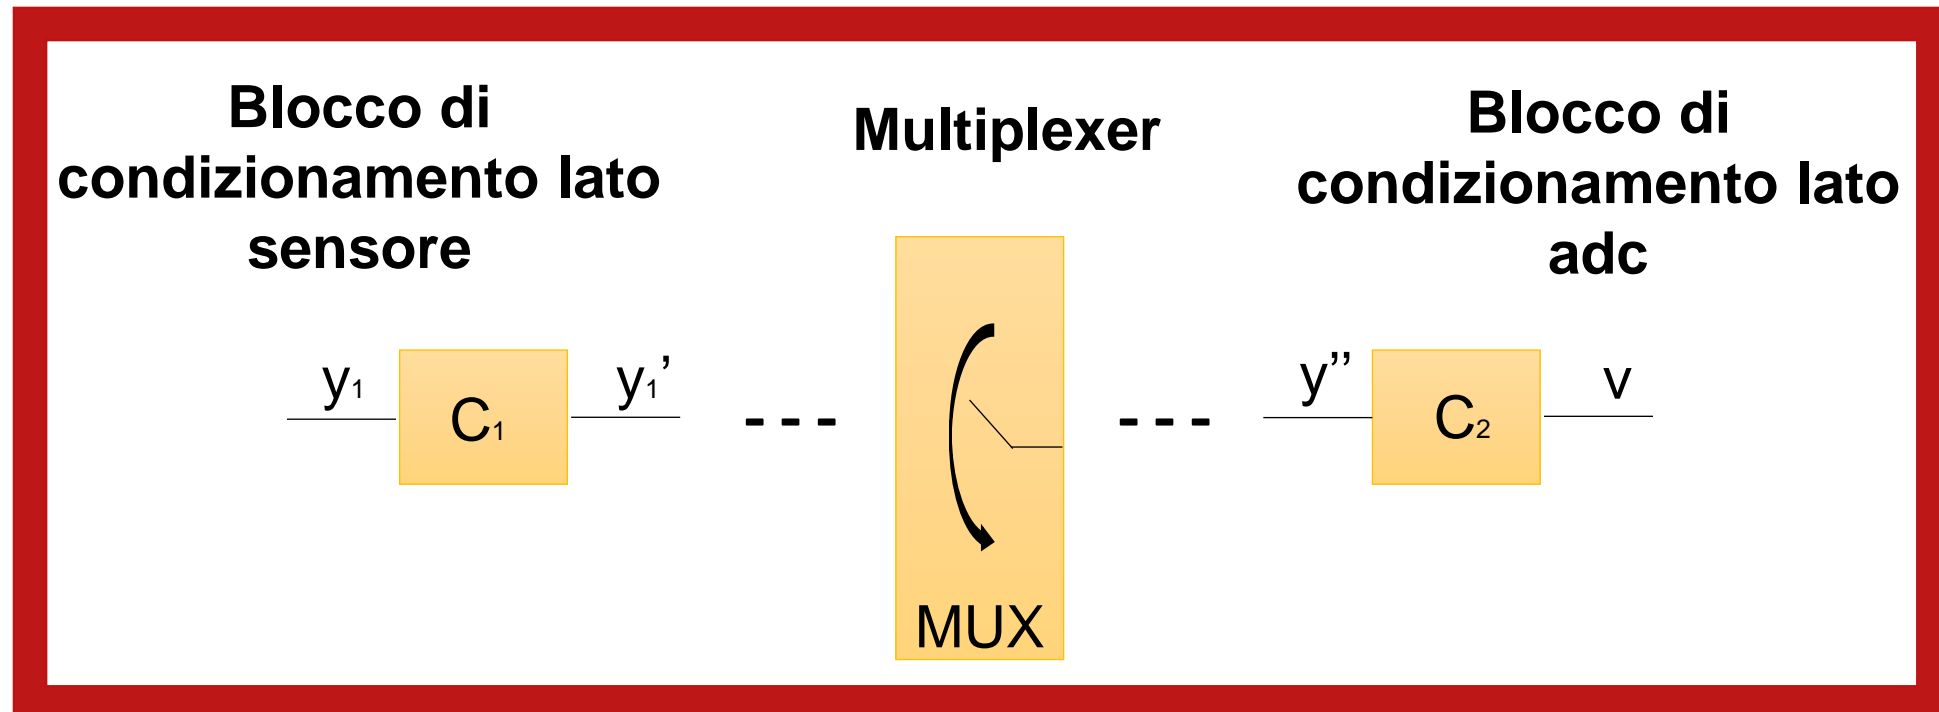 Blocco di
condizionamento lato
sensore
Multiplexer
Blocco di
condizionamento lato
adc
y₁
C₁
y₁’
- - -
MUX
- - -
y’’
C₂
v